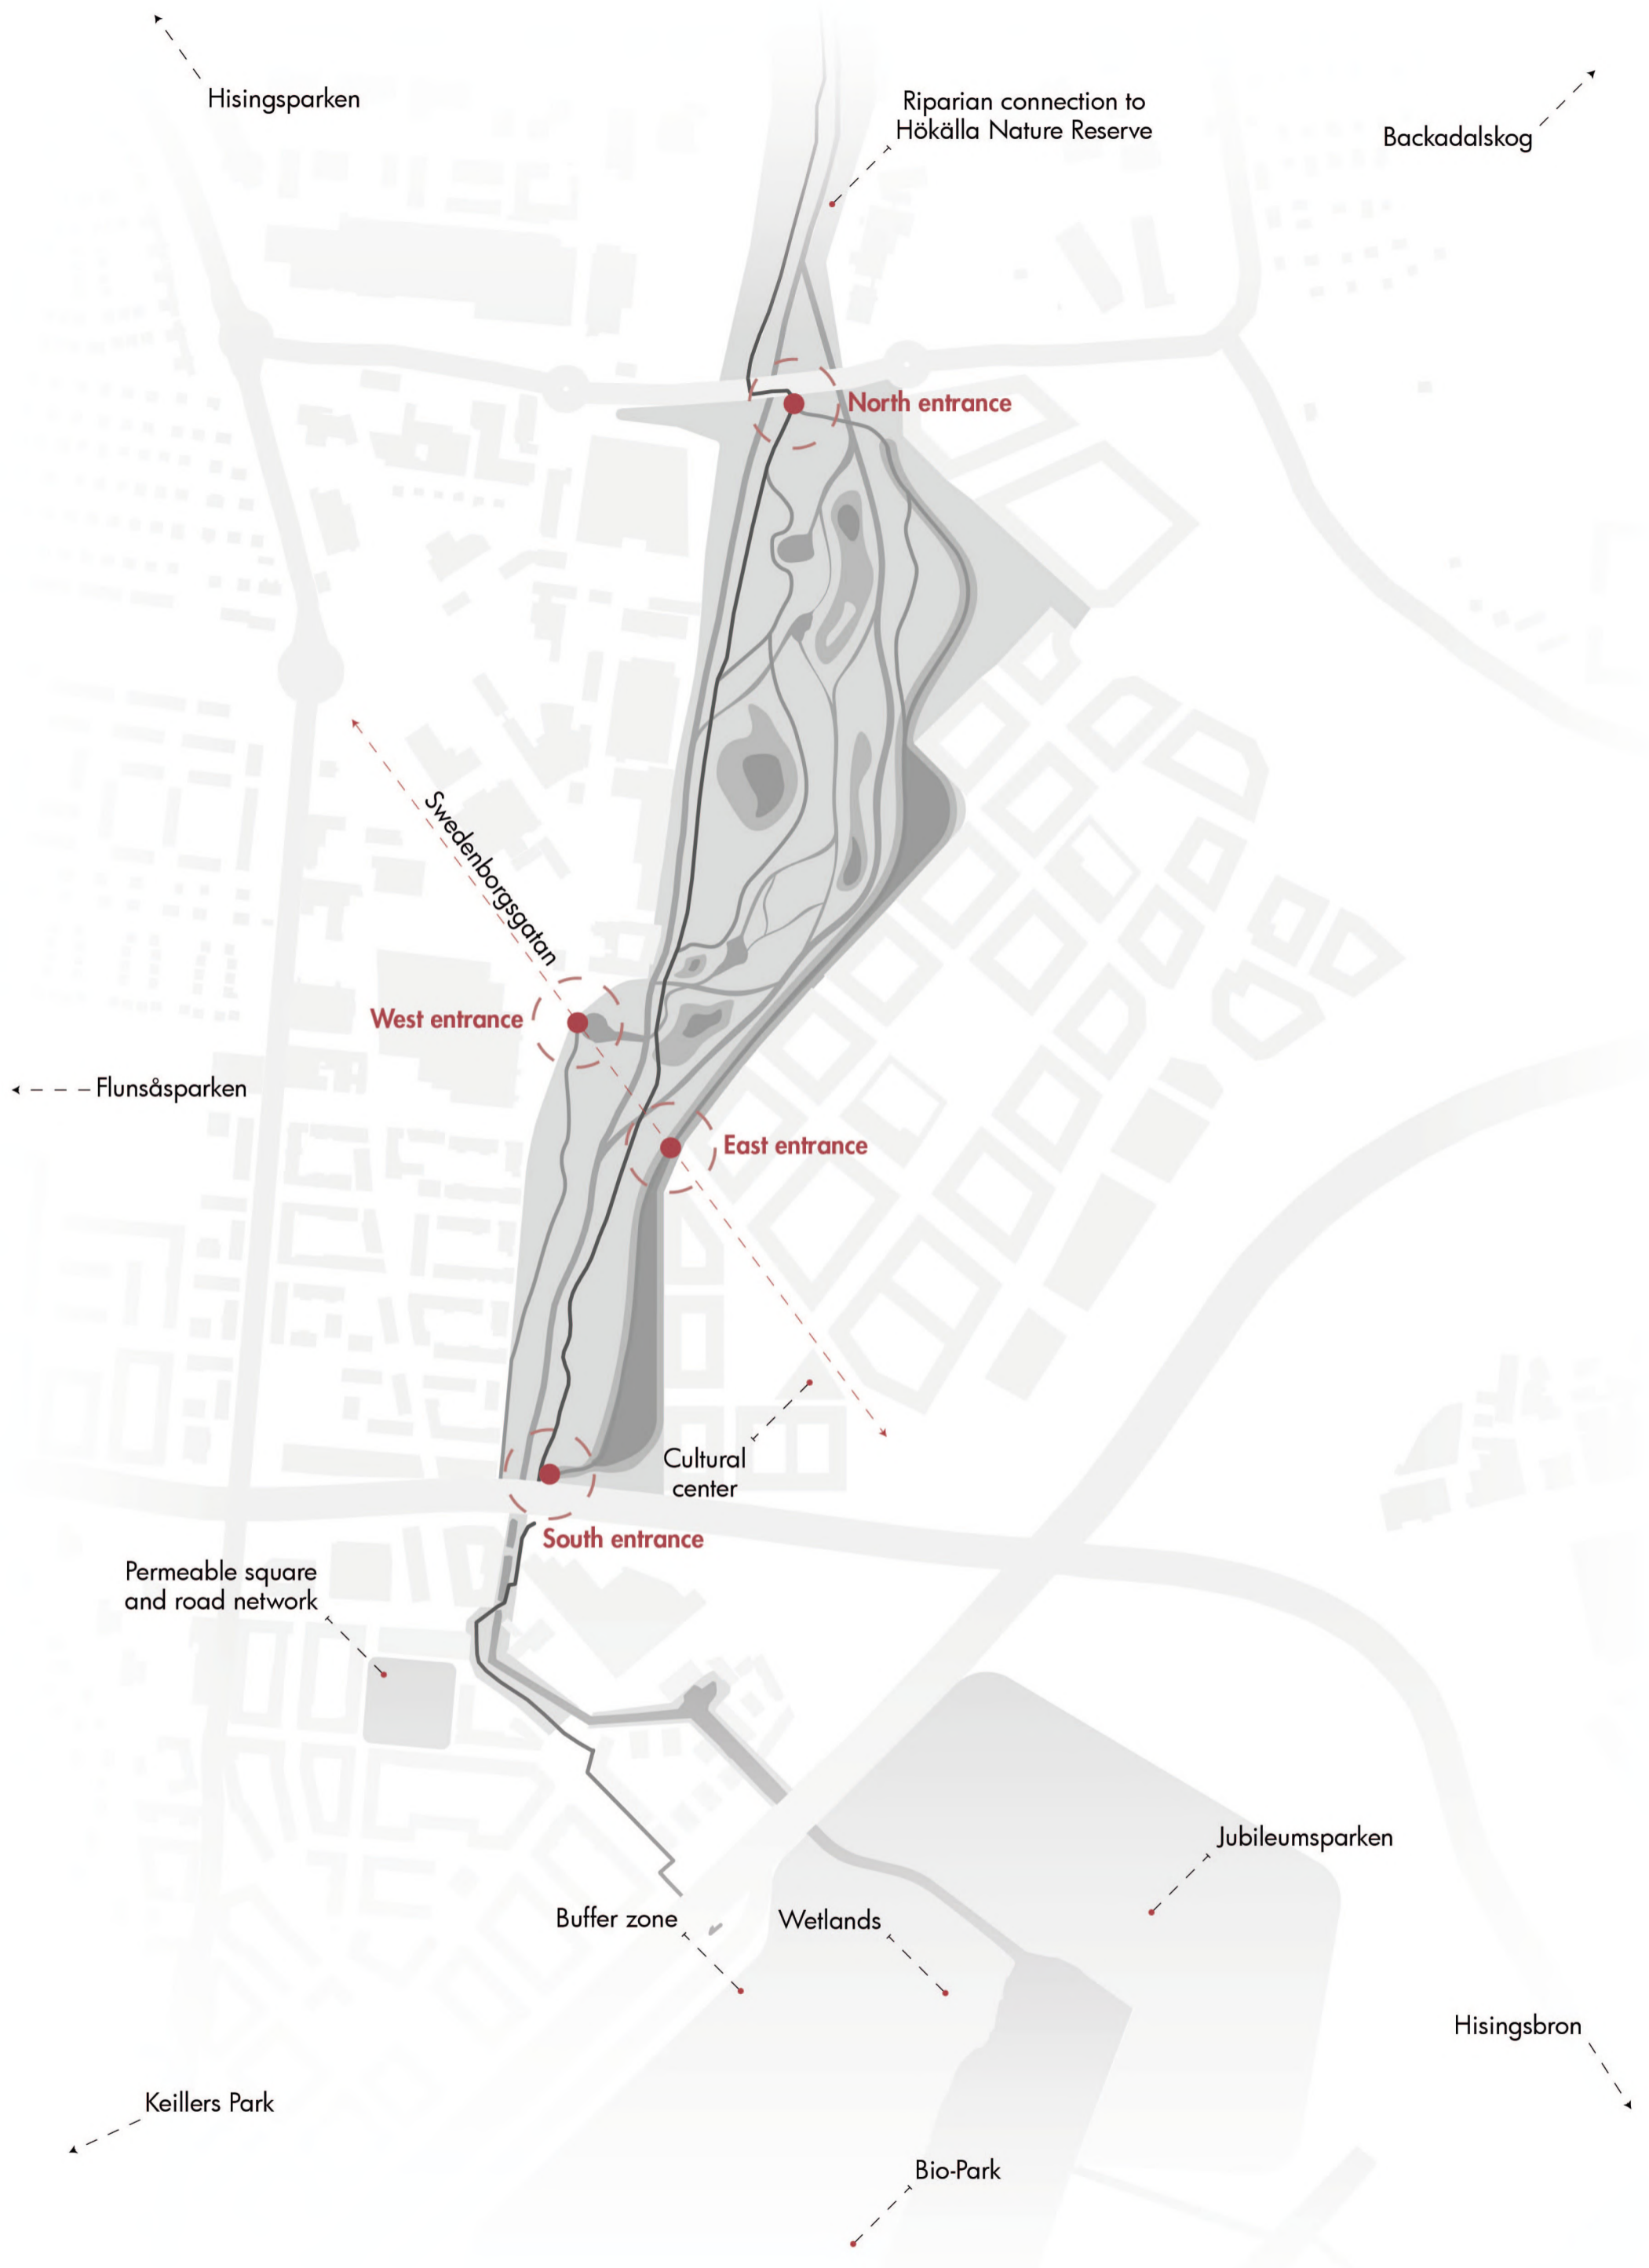 Hisingsparken
Riparian connection to
Hökälla Nature Reserve
Backadalskog
North entrance
Swedenborgsgatan
West entrance
Flunsåsparken
East entrance
Cultural
center
South entrance
Permeable square
and road network
Jubileumsparken
Buffer zone
Wetlands
Hisingsbron
Keillers Park
Bio-Park